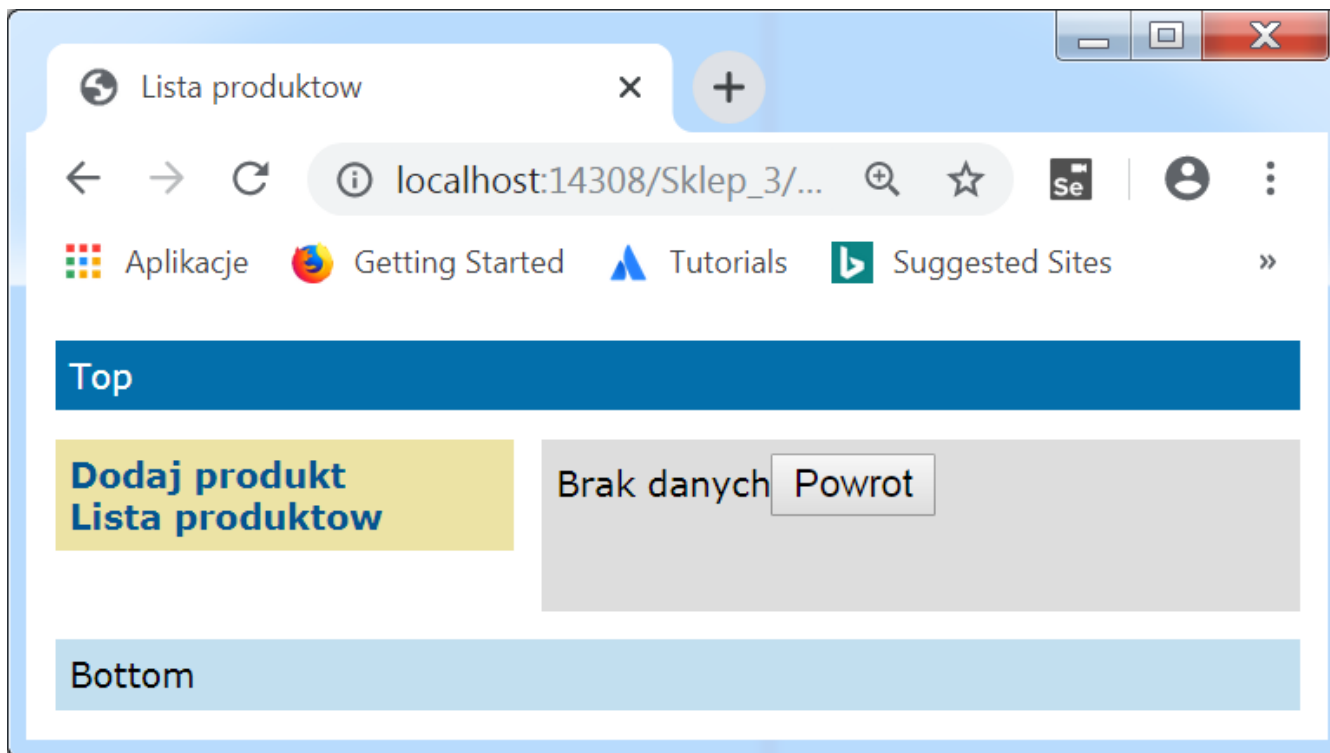 Lista produktow
localhost:14308/Sklep_3/...
Se
Aplikacje Getting Started Tutorials Suggested Sites »
Top
Dodaj produkt
Lista produktow
Brak danych Powrot
Bottom